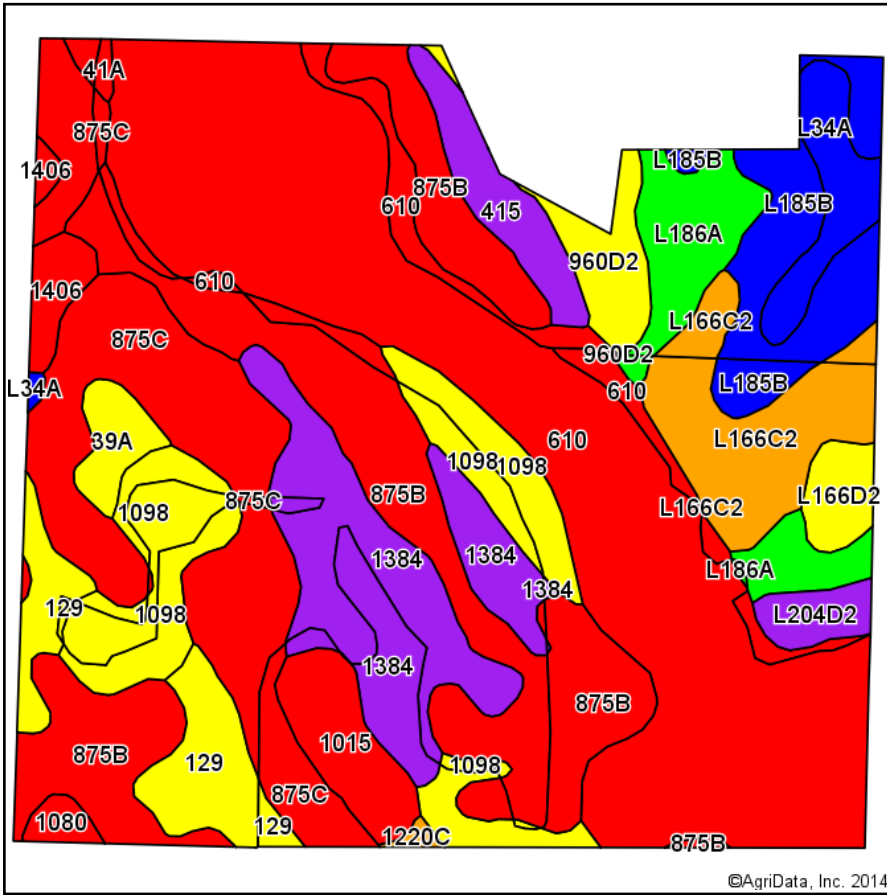 41A
875C
L34A
1406
L185B
875B
610
415
L185B
L186A
960D2
610
1406
L166C2
875C
960D2
L185B
L34A
610
39A
610
L166C2
1098
1098
875B
L166D2
875C
L166C2
1098
1384
1384
L186A
1384
129
1098
L204D2
1384
875B
1015
875B
129
1098
875C
1080
129
1220C
875B
©AgriData, Inc. 2014